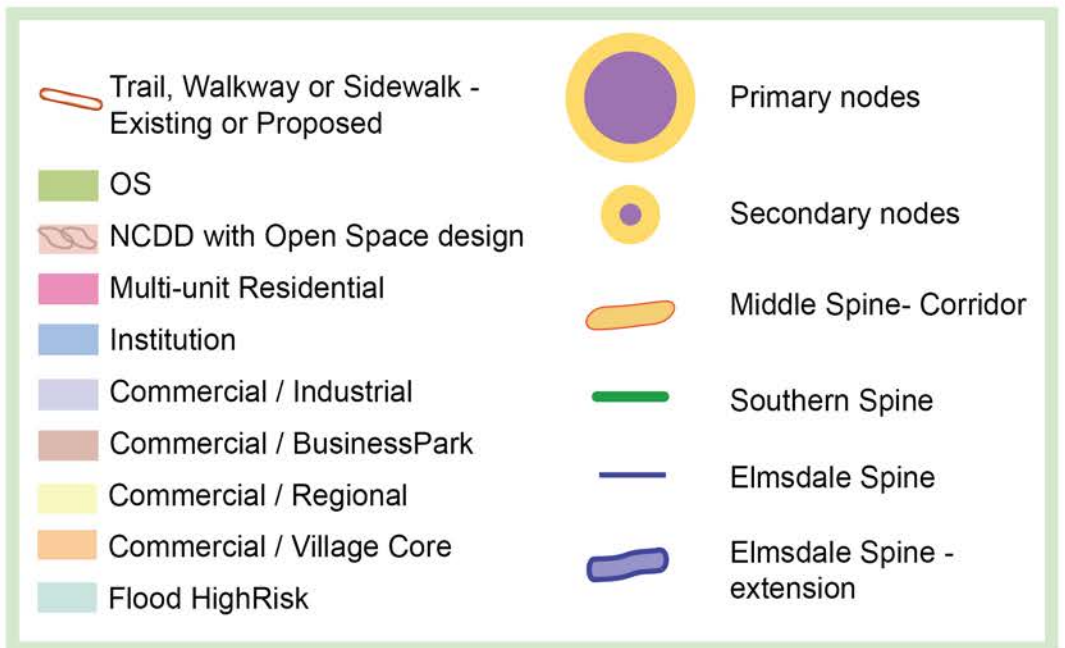 Trail, Walkway or Sidewalk -
Existing or Proposed
OS
NCDD with Open Space design
Multi-unit Residential
Institution
Commercial / Industrial
Commercial / BusinessPark
Commercial / Regional
Commercial / Village Core
Flood HighRisk
Primary nodes
Secondary nodes
Middle Spine- Corridor
Southern Spine
Elmsdale Spine
Elmsdale Spine -
extension